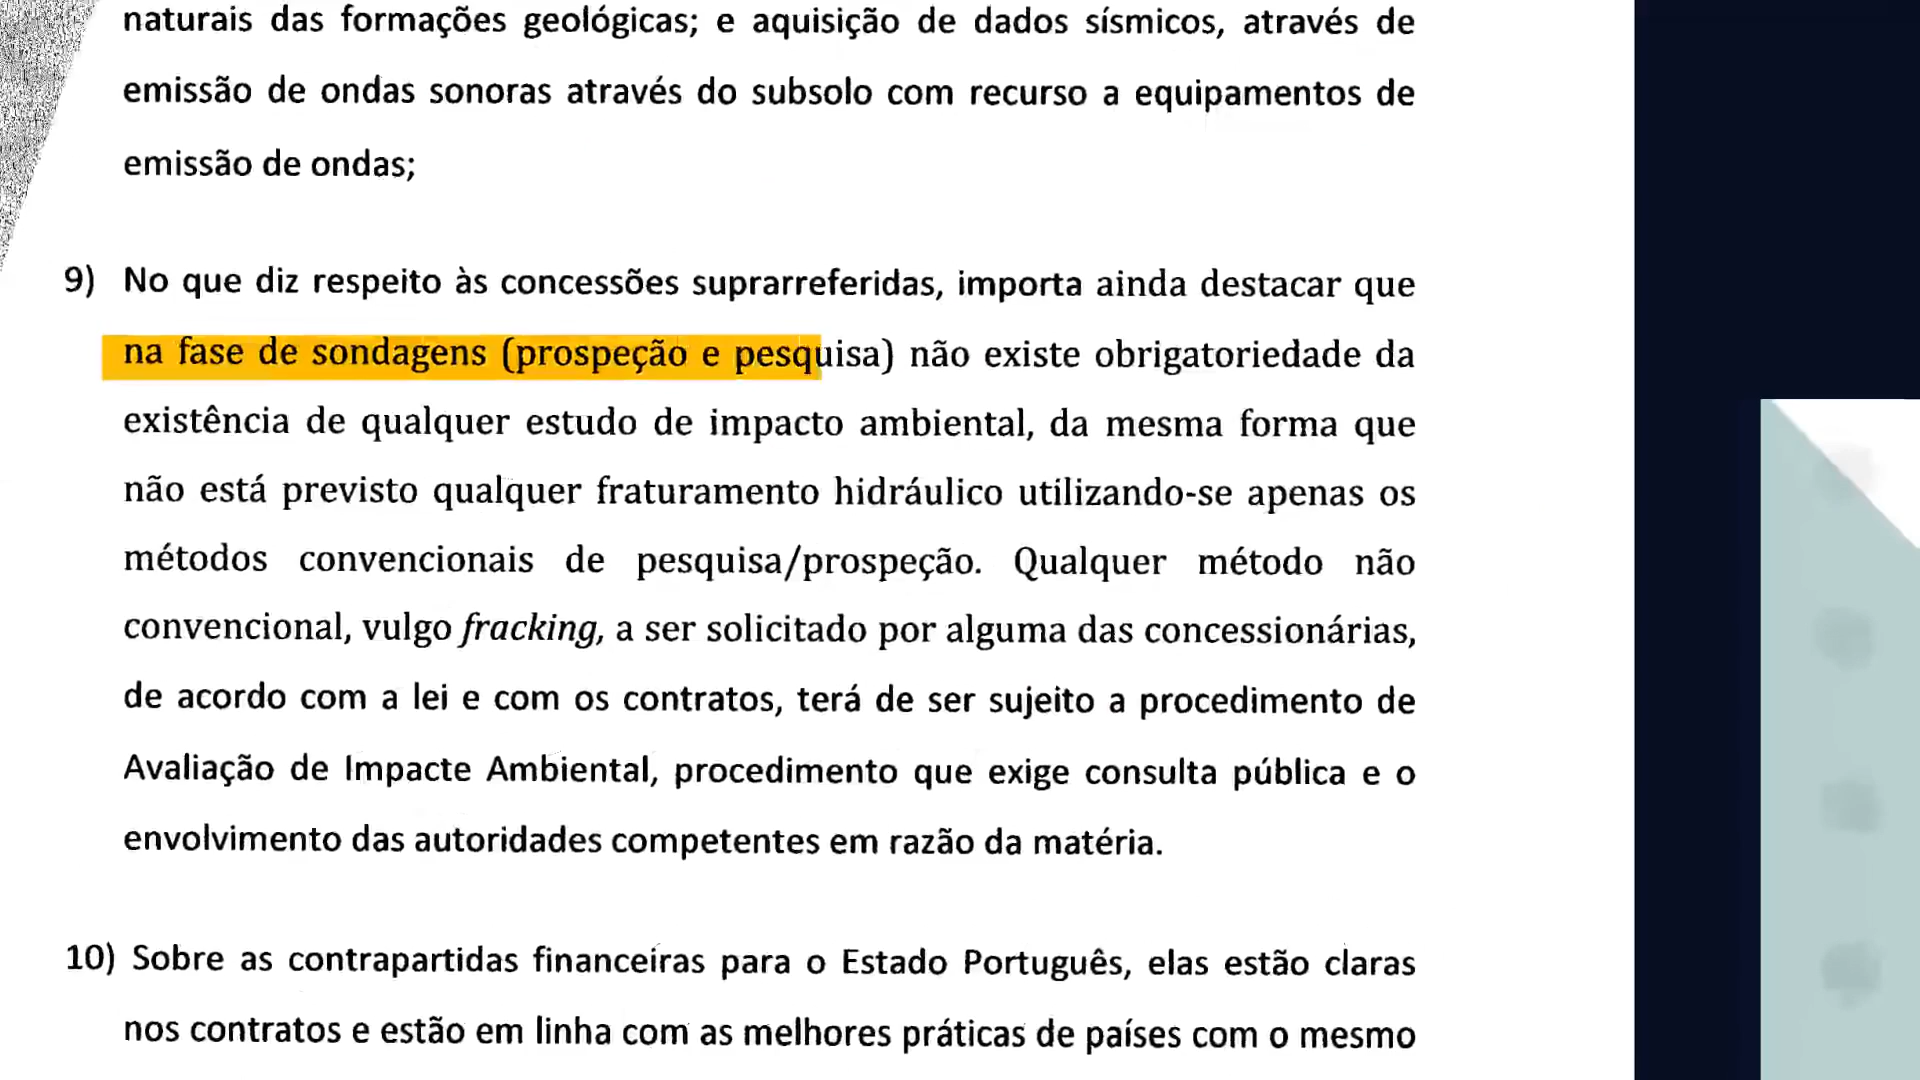 naturais das formações geológicas; e aquisição de dados sísmicos, através de
emissão de ondas sonoras através do subsolo com recurso a equipamentos de
emissão de ondas;
9) No que diz respeito às concessões suprarreferidas, importa ainda destacar que
na fase de sondagens (prospeção e pesquisa) não existe obrigatoriedade da
existência de qualquer estudo de impacto ambiental, da mesma forma que
não está previsto qualquer fraturamento hidráulico utilizando-se apenas os
métodos convencionais de pesquisa/prospeção. Qualquer método não
convencional, vulgo fracking, a ser solicitado por alguma das concessionárias,
de acordo com a lei e com os contratos, terá de ser sujeito a procedimento de
Avaliação de Impacte Ambiental, procedimento que exige consulta pública e o
envolvimento das autoridades competentes em razão da matéria.
10) Sobre as contrapartidas financeiras para o Estado Português, elas estão claras
nos contratos e estão em linha com as melhores práticas de países com o mesmo